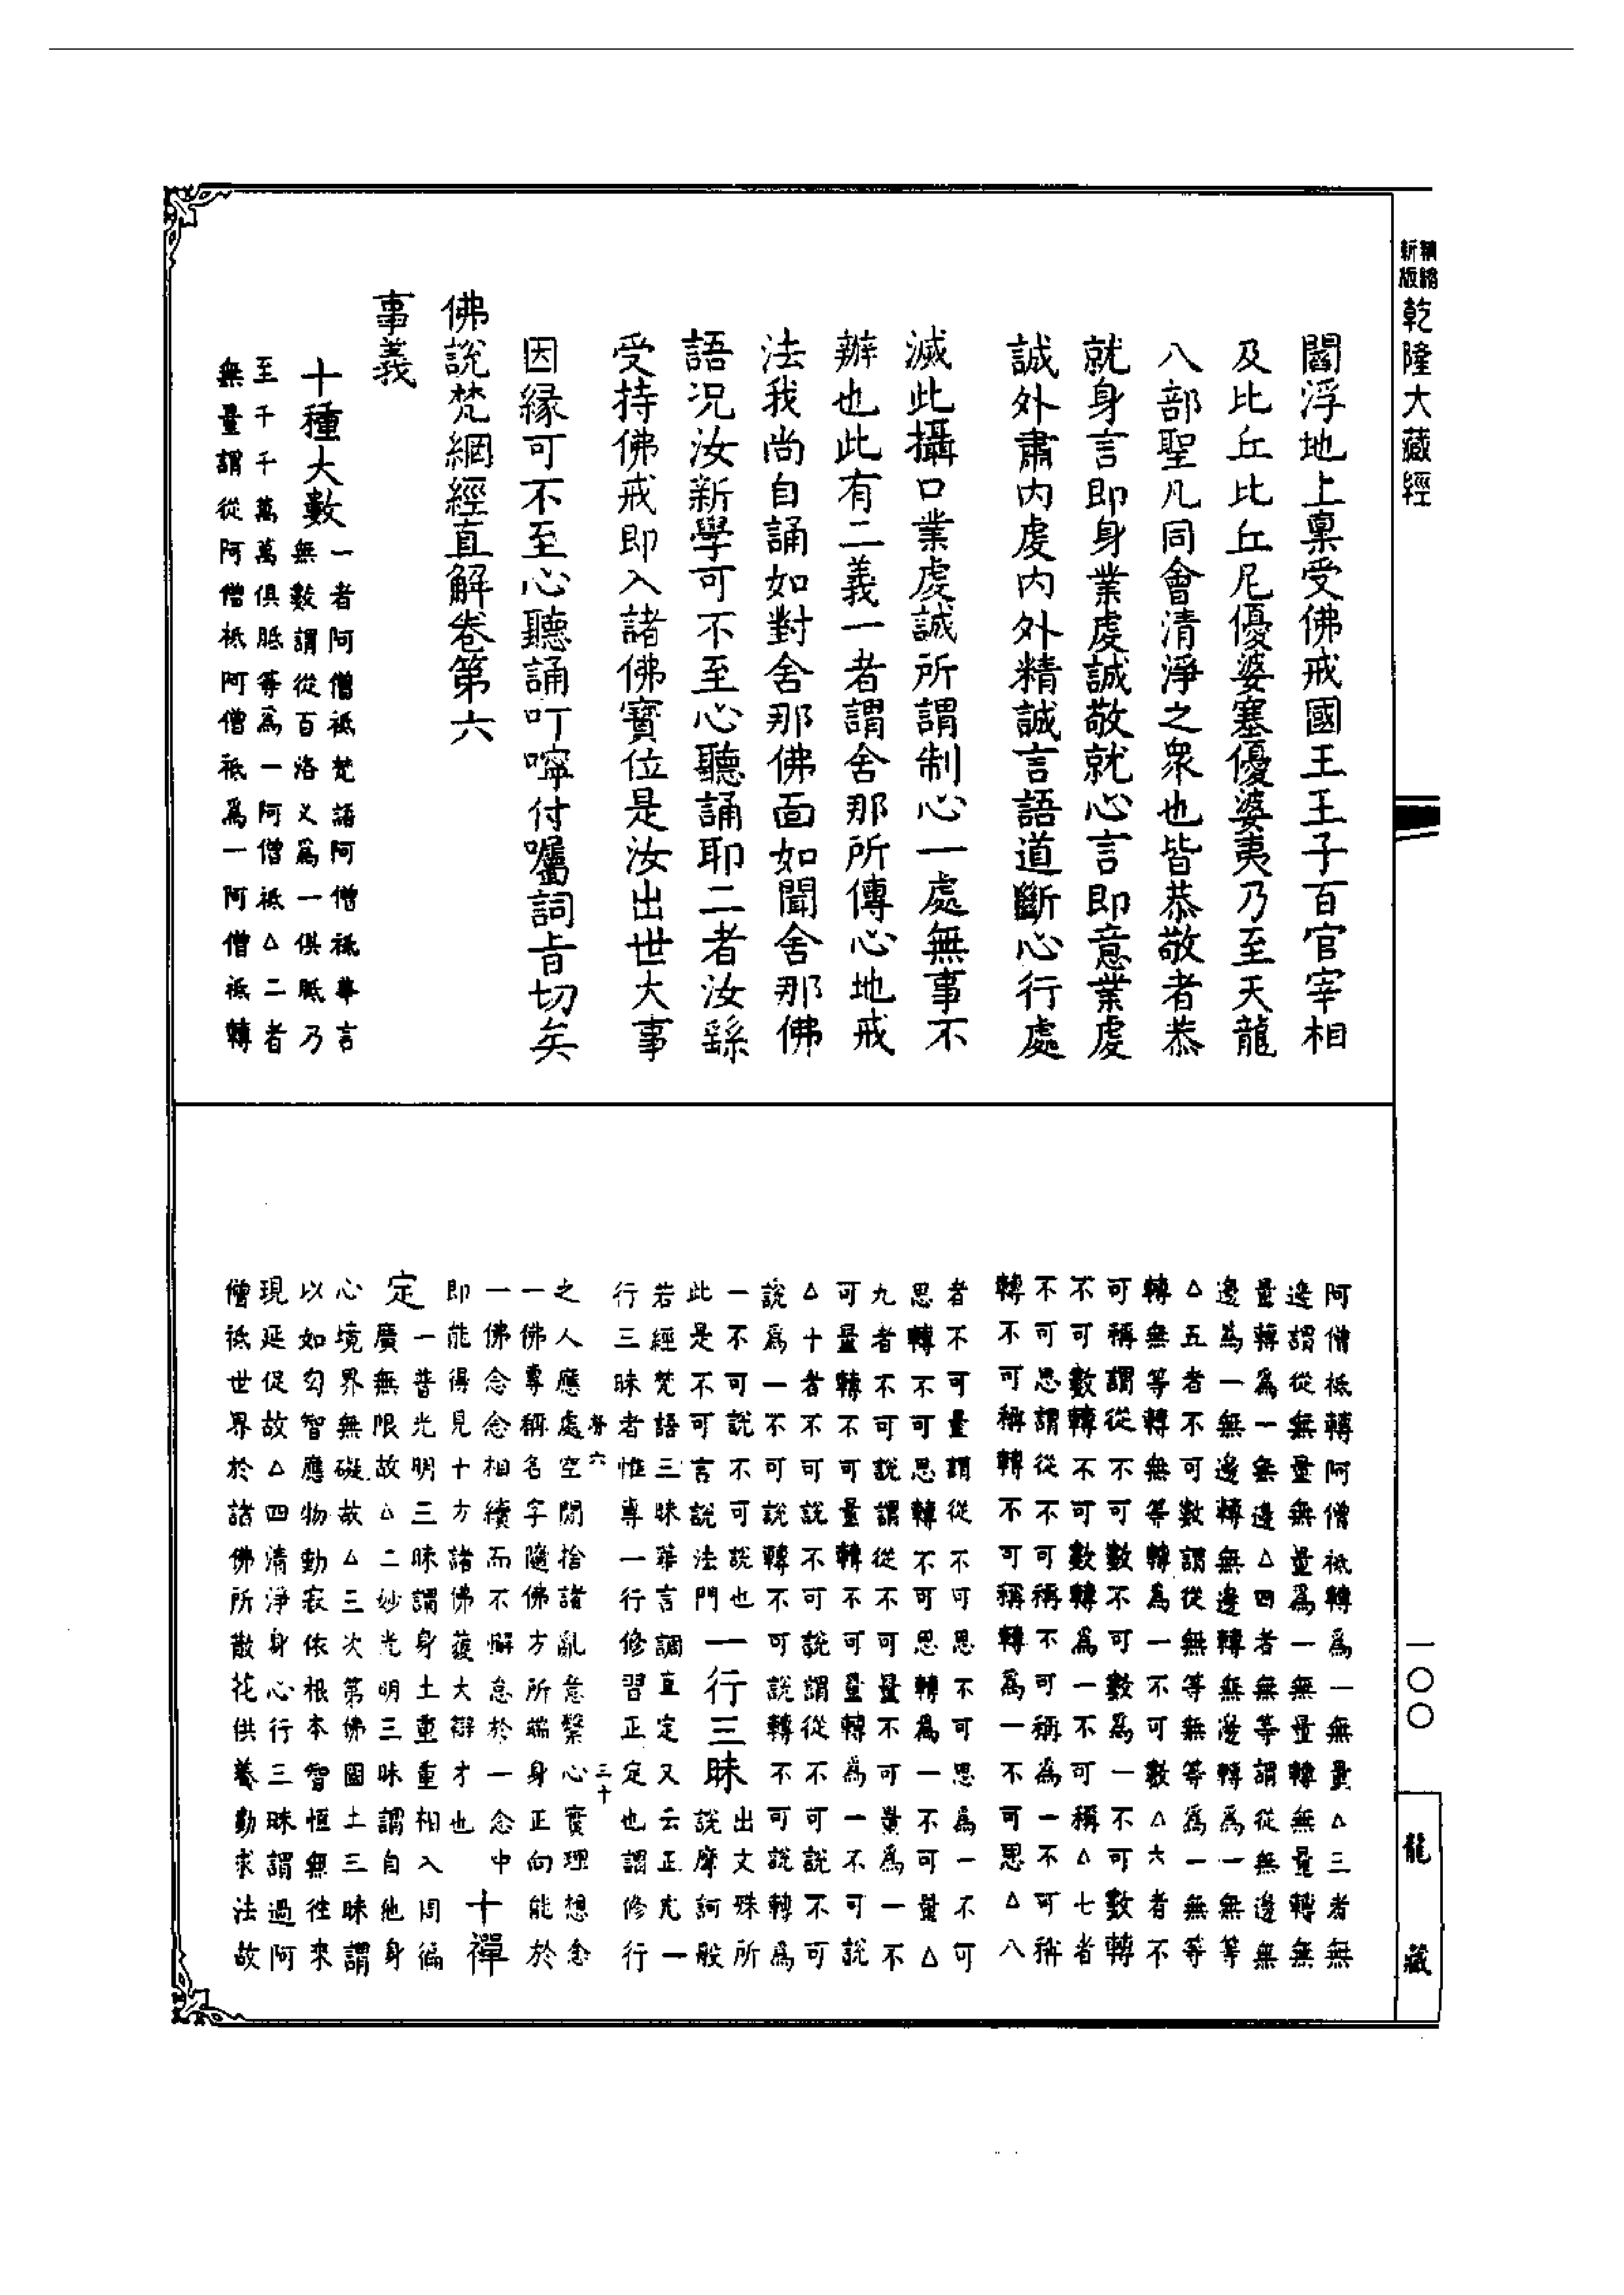 精縮新版乾隆大藏經
閻浮地上稟受佛戒國王王子百官宰相
及比丘比丘尼優婆塞優婆夷乃至天龍
八部聖凡同會清淨之衆也皆恭敬者恭
就身言即身業處誠敬就心言即意業處
誠外肅内虔内外精誠言語道斷心行處
滅此攝口業處誠所謂制心一處無事不
辦也此有二義一者謂舍那所傳心地戒
法我尚自誦如對舍那佛面如聞舍那佛
語況汝新學可不至心聽誦耶二者汝繇
受持佛戒即入諸佛寶位是汝出世大事
因緣可不至心聽誦叮嚀付囑詞旨切矣
佛說梵網經直解卷第六
事義
十種大數
一者阿僧祇梵語阿僧祇華言
無數謂從百洛叉爲一俱胝乃
至千千萬萬俱胝等爲一阿僧祇△二者
無量謂從阿僧祇阿僧祇爲一阿僧祇轉
阿僧祇轉阿僧祇轉爲一無量△三者無
邊謂從無量無量爲一無量轉無量轉無
量轉爲一無邊△四者無等謂從無邊無
邊爲一無邊轉無邊轉無邊轉爲一無等
△五者不可數謂從無等無等爲一無等
轉無等轉無等轉爲一不可數△六者不
可稱謂從不可數不可數爲一不可數轉
不可數轉不可數轉爲一不可稱△七者
不可思謂從不可稱不可稱爲一不可稱
轉不可稱轉不可稱轉爲一不可思△八
者不可量謂從不可思不可思爲一不可
思轉不可思轉不可思轉爲一不可量△
九者不可說謂從不可量不可量爲一不
可量轉不可量轉不可量轉爲一不可說
△十者不可說不可說謂從不可說不可
說爲一不可說轉不可說轉不可說轉爲
一不可說不可說也
此是不可言說法門
一行三昧
出文殊所
說摩訶般
若經梵語三昧華言調直定又云正定一
行三昧者惟專一行修習正定也謂修行
第六
三十
之人應處空閒捨諸亂意繫心實理想念
一佛專稱名字隨佛方所端身正向能於
一佛念念相續而不懈怠於一念中
即能得見十方諸佛獲大辯才也
十禪
定
一普光明三昧謂身土重重相入周徧
廣無限故△二妙光明三昧謂自他身
心境界無礙故△三次第佛國土三昧謂
以如勾智應物動寂依根本智恒無徃來
現延促故△四清淨身心行三昧謂過阿
僧祇世界於諸佛所散花供養勤求法故
一〇〇
龍藏